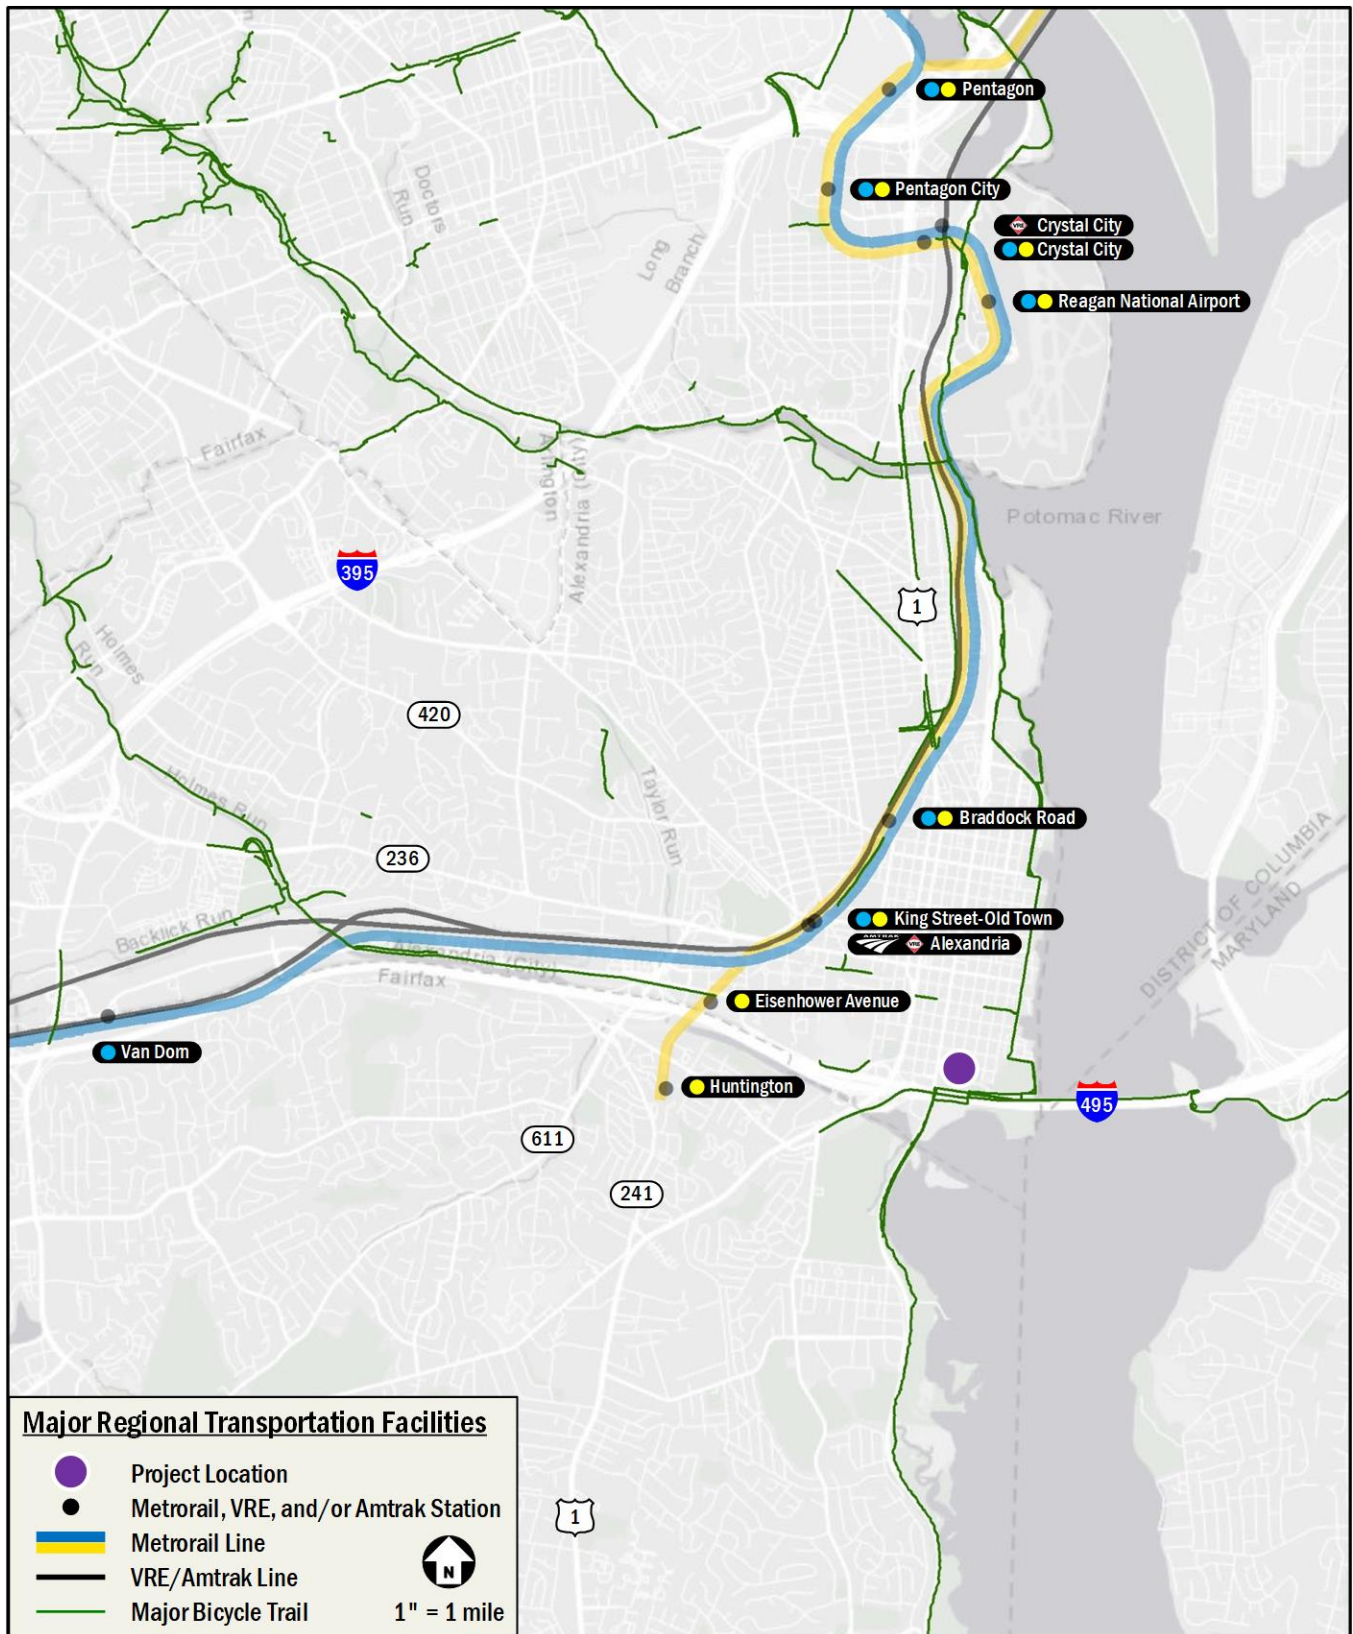 Pentagon
Doctors
Run
Pentagon City
VRE Crystal City
Crystal City
Long
Branch
Reagan National Airport
Fairfax
Arlington
Alexandria (City)
Potomac River
395
1
Holmes
Run
420
Holmes Run
Taylor Run
Braddock Road
236
DISTRICT OF COLUMBIA
MARYLAND
Backlick Run
King Street-Old Town
AMTRAK VRE Alexandria
Alexandria (City)
Fairfax
Eisenhower Avenue
Van Dorn
Huntington
495
611
241
Major Regional Transportation Facilities
Project Location
Metrorail, VRE, and/or Amtrak Station
1
Metrorail Line
N
VRE/Amtrak Line
Major Bicycle Trail
1" = 1 mile